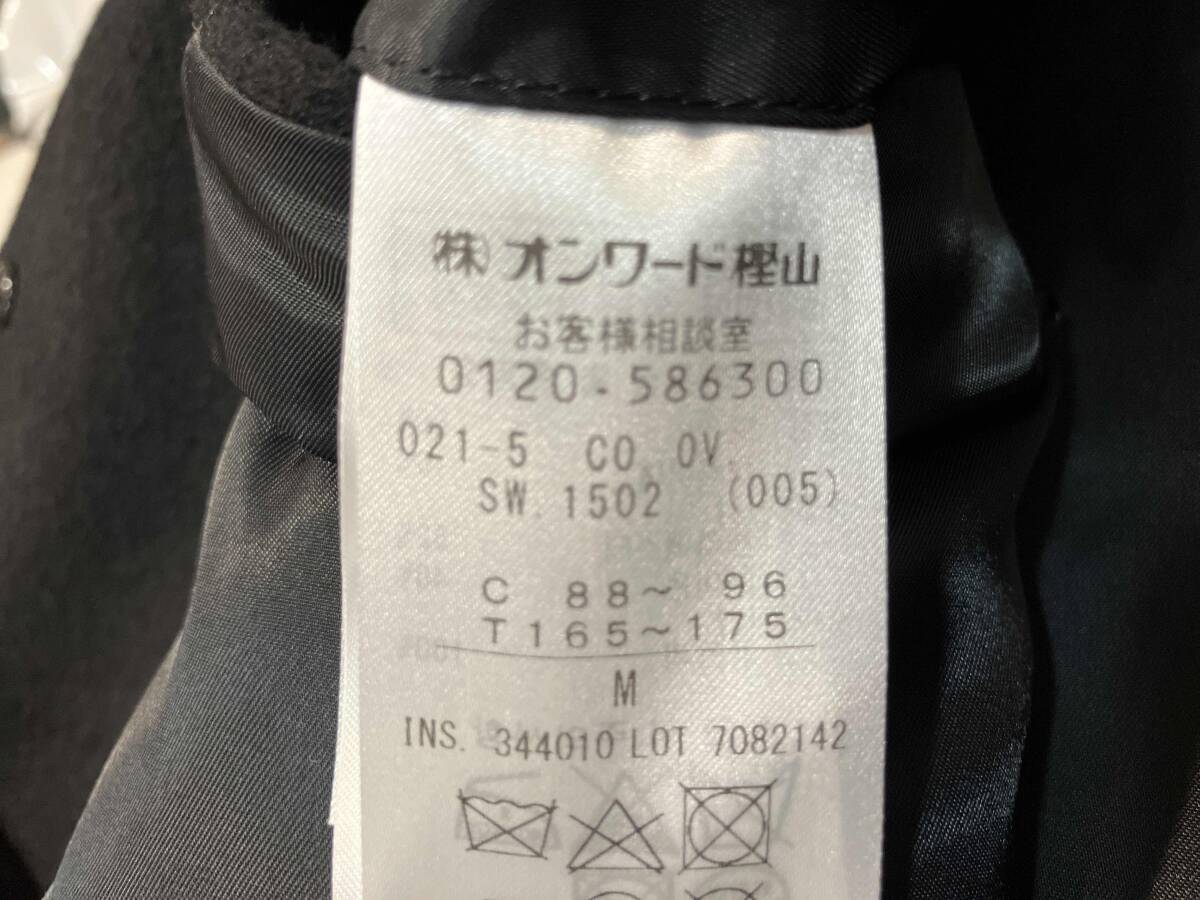 ㈱ オンワード樫山
お客様相談室
0120-586300
021-5 CO OV.
SW. 1502 (005)
C 88~ 96
T165~175
M
INS. 344010 LOT 7082142